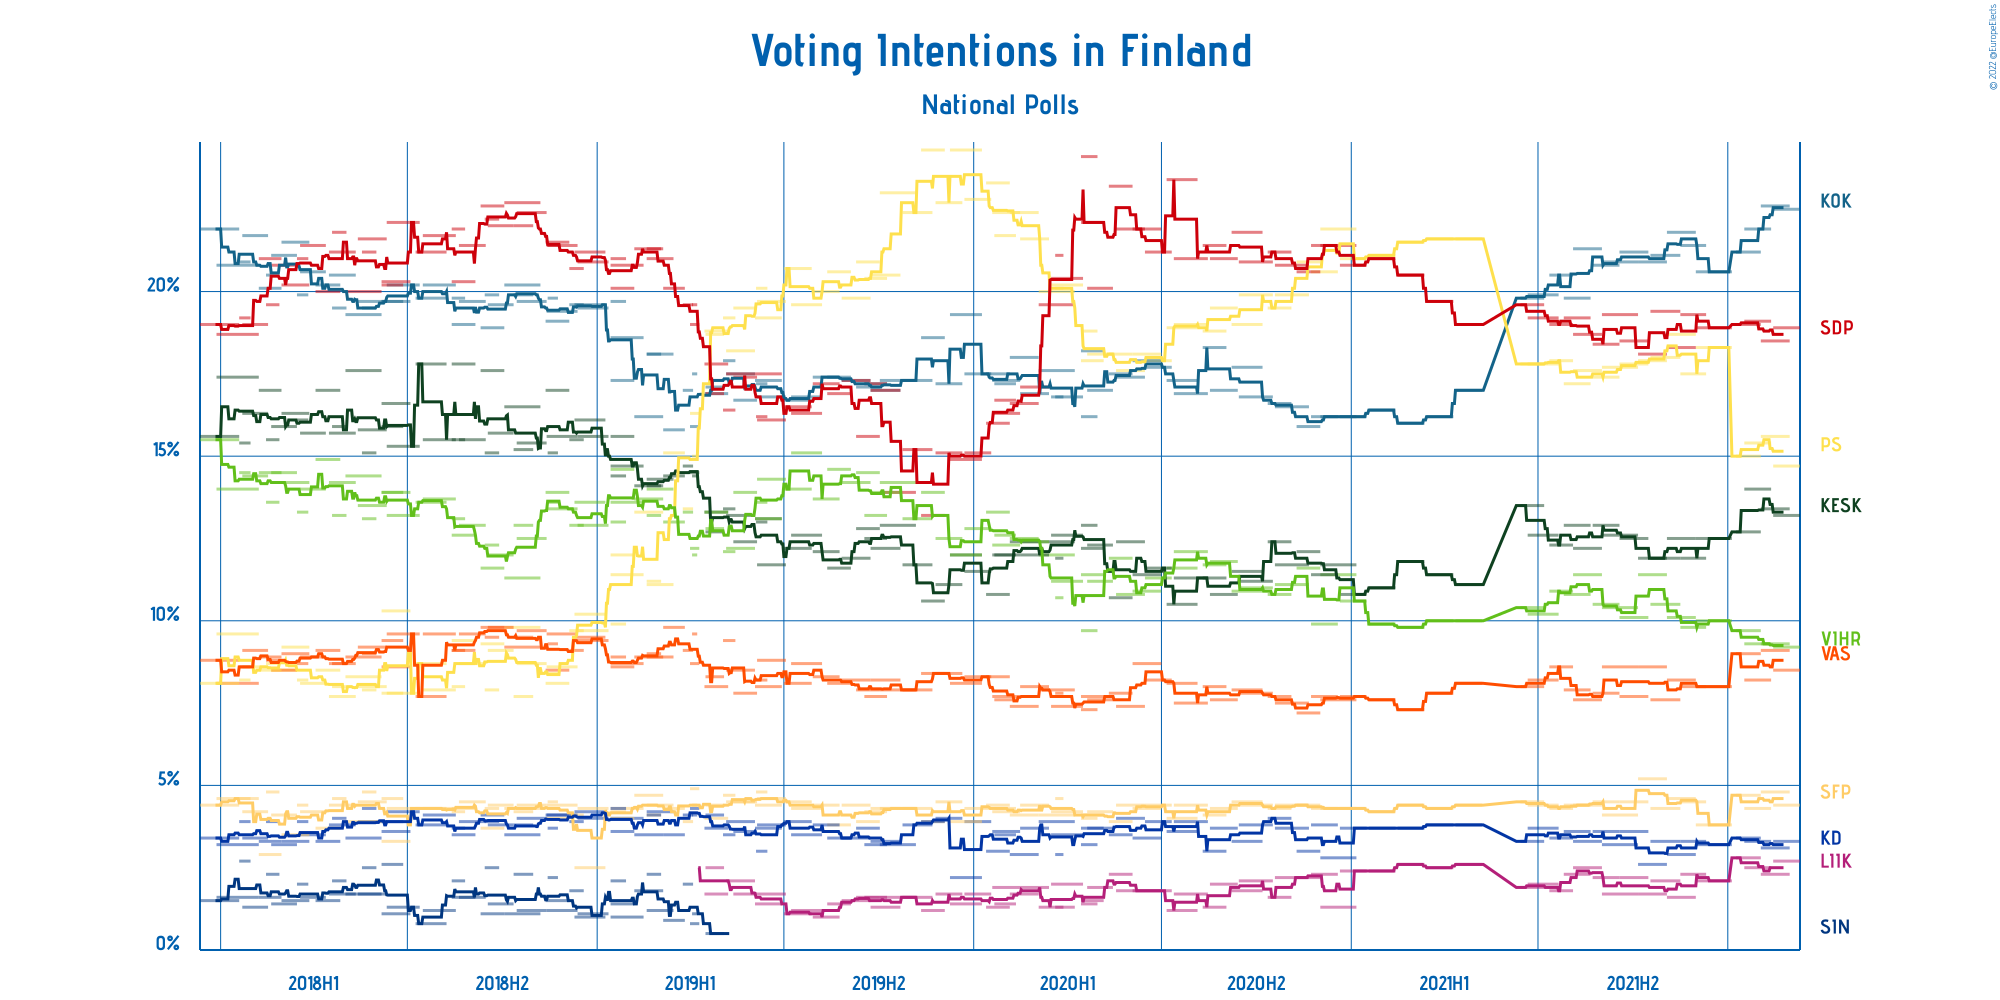 © 2022 @EuropeElects
Voting Intentions in Finland
National Polls
20%
15%
10%
5%
0%
KOK
SDP
PS
KESK
VIHR
VAS
SFP
KD
LIIK
SIN
2018H1
2018H2
2019H1
2019H2
2020H1
2020H2
2021H1
2021H2